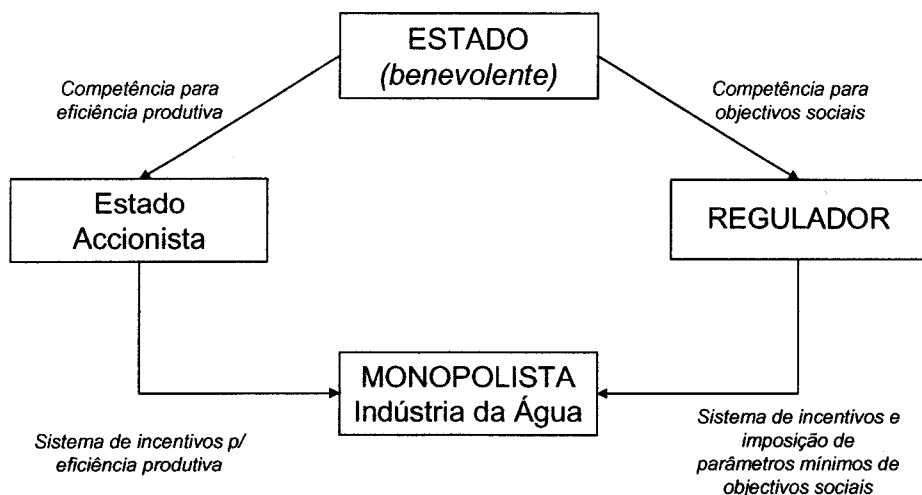 ESTADO
(benevolente)
Competência para
eficiência produtiva
Competência para
objectivos sociais
Estado
Accionista
REGULADOR
MONOPOLISTA
Indústria da Água
Sistema de incentivos p/
eficiência produtiva
Sistema de incentivos e
imposição de
parâmetros mínimos de
objectivos sociais